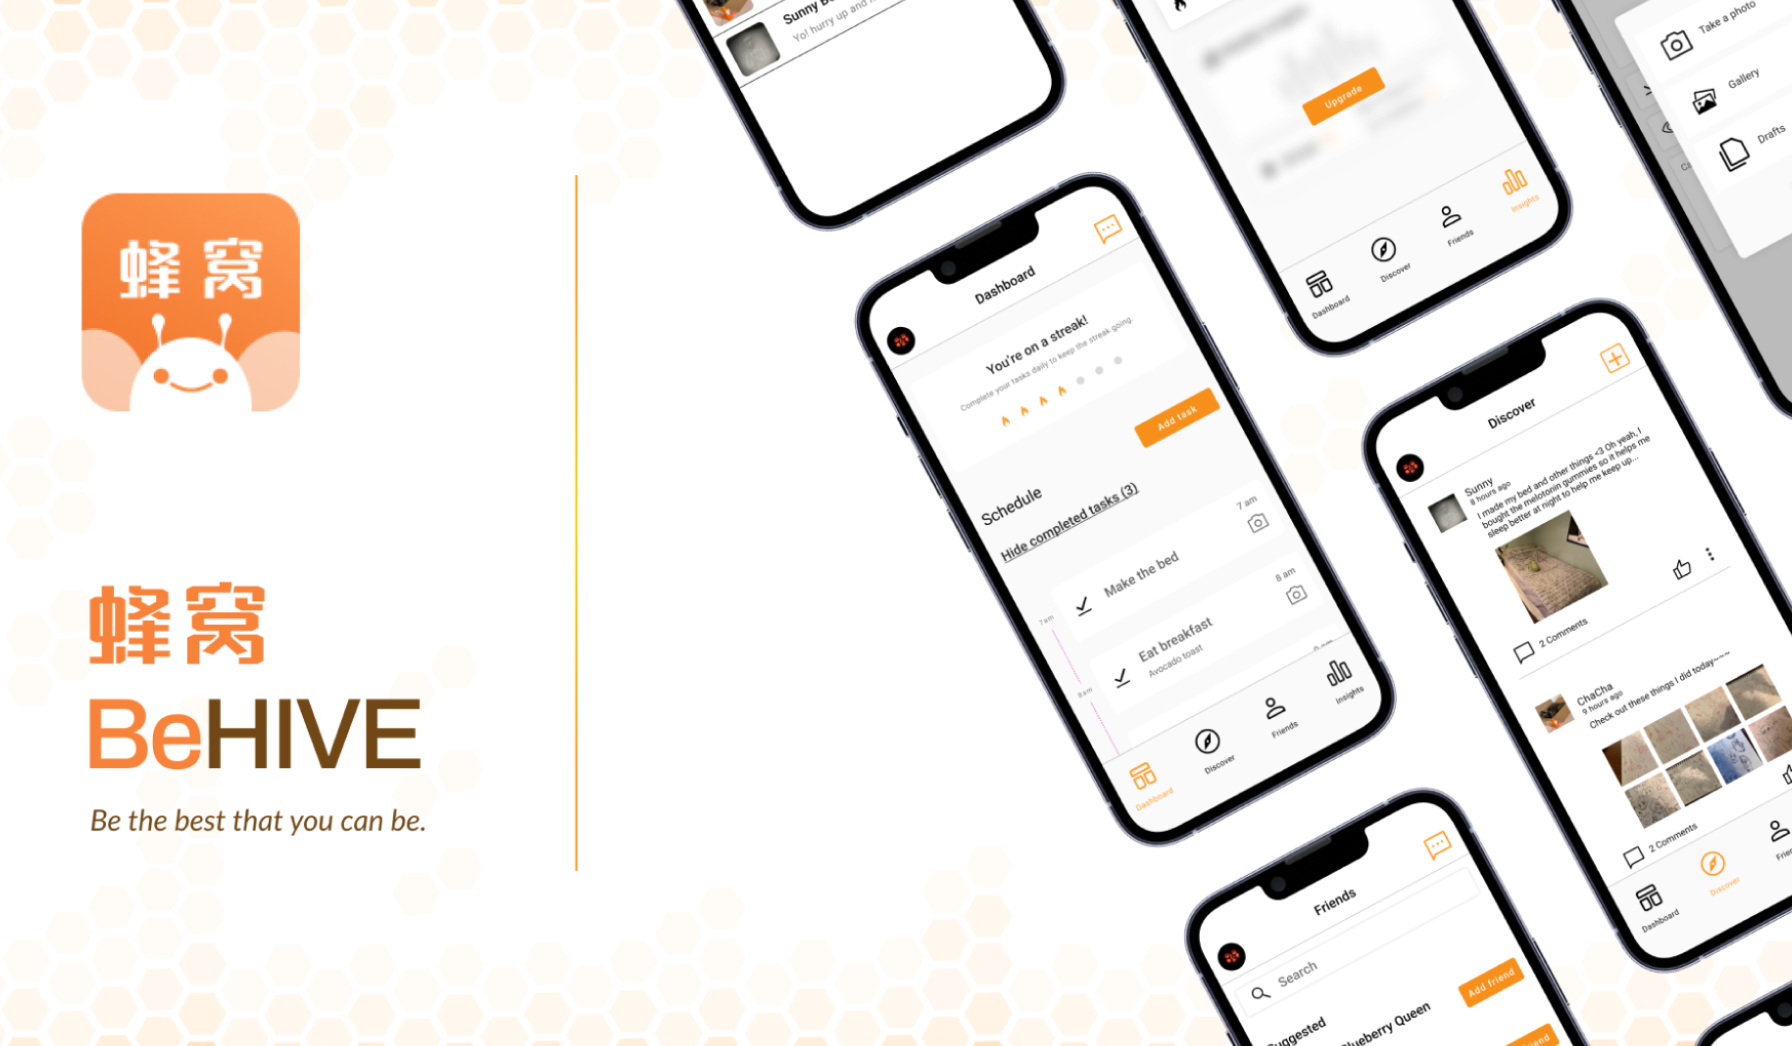 蜂窝
蜂窝
BeHIVE
Be the best that you can be.
Yo! hurry up and
Upgrade
Dashboard
Discover
Friends
Insights
Take a photo
Gallery
Drafts
Dashboard
You're on a streak!
Complete your tasks daily to keep the streak going.
Add task
Schedule
Hide completed tasks (3)
7 am
Make the bed
7 am
8 am
Eat breakfast
Avocado toast
8 am
Dashboard
Discover
Friends
Insights
Discover
Sunny
8 hours ago
I made my bed and other things <3 Oh yeah, I
bought the melotonin gummies so it helps me
sleep better at night to help me keep up...
2 Comments
ChaCha
9 hours ago
Check out these things I did today~~~
2 Comments
Dashboard
Discover
Friends
Search
Add friend